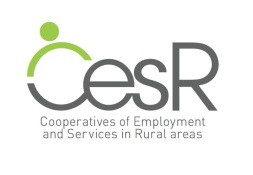 CesR
Cooperatives of Employment
and Services in Rural areas